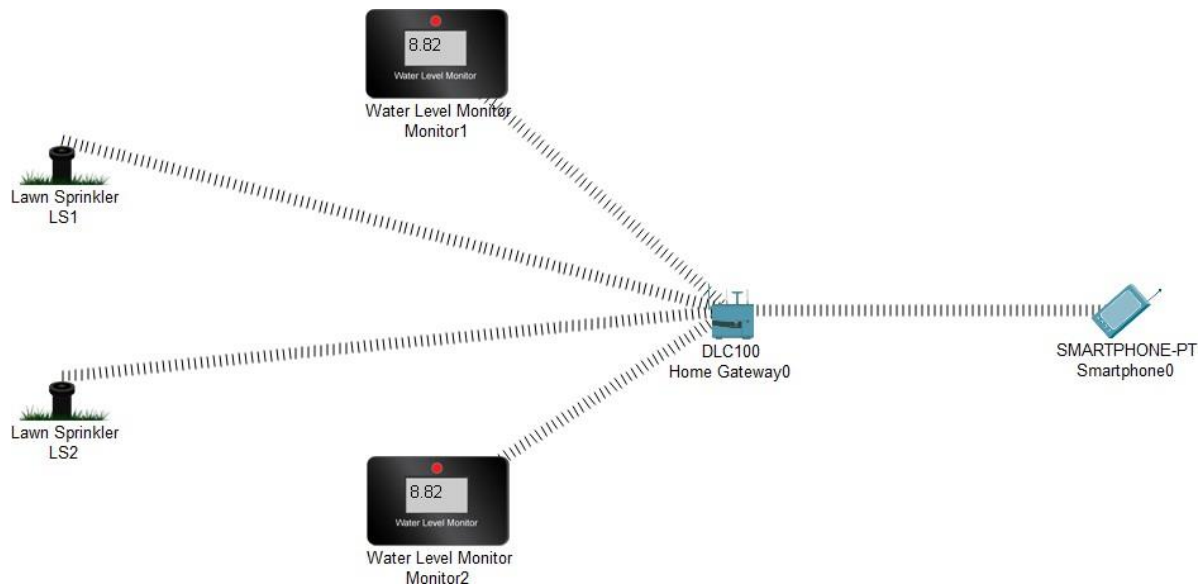 8.82
Water Level Monitor
Water Level Monitor
Monitor1
Lawn Sprinkler
LS1
DLC100
Home Gateway0
SMARTPHONE-PT
Smartphone0
Lawn Sprinkler
LS2
8.82
Water Level Monitor
Water Level Monitor
Monitor2